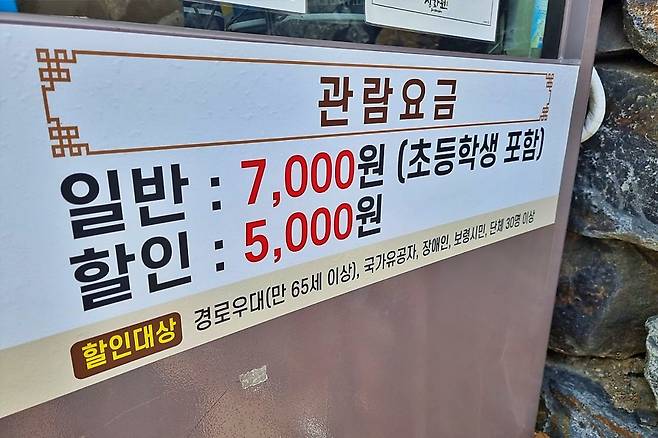 관람요금
일반 : 7,000원 (초등학생 포함)
할인 : 5,000원
할인대상 경로우대(만 65세 이상), 국가유공자, 장애인, 보령시민, 단체 30명 이상